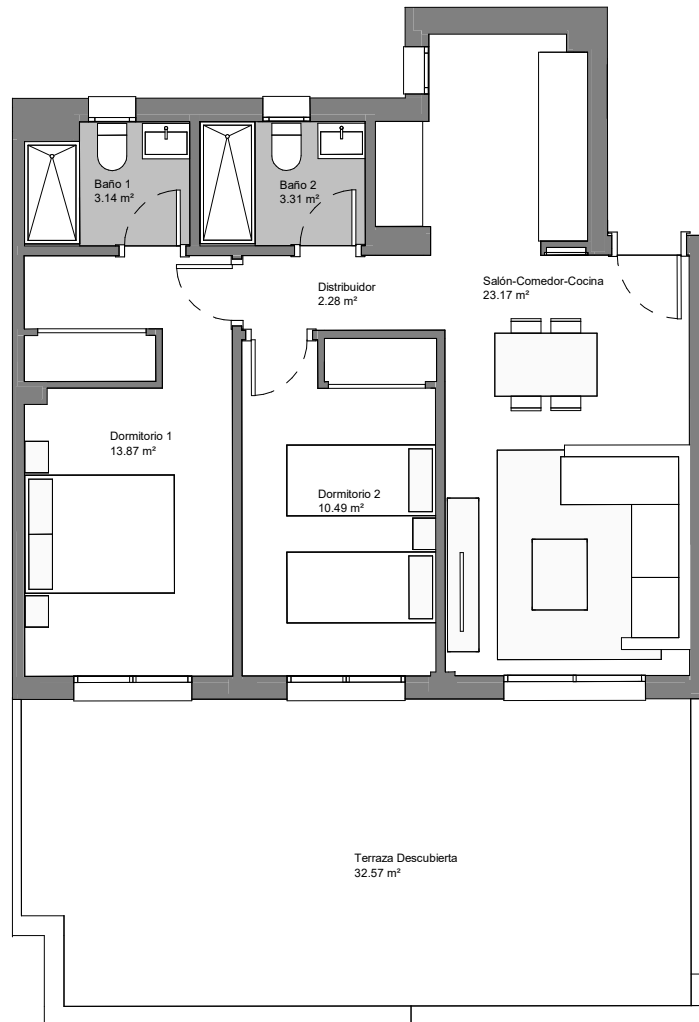 Baño 1
3.14 m²
Baño 2
3.31 m²
Distribuidor
2.28 m²
Salón-Comedor-Cocina
23.17 m²
Dormitorio 1
13.87 m²
Dormitorio 2
10.49 m²
Terraza Descubierta
32.57 m²